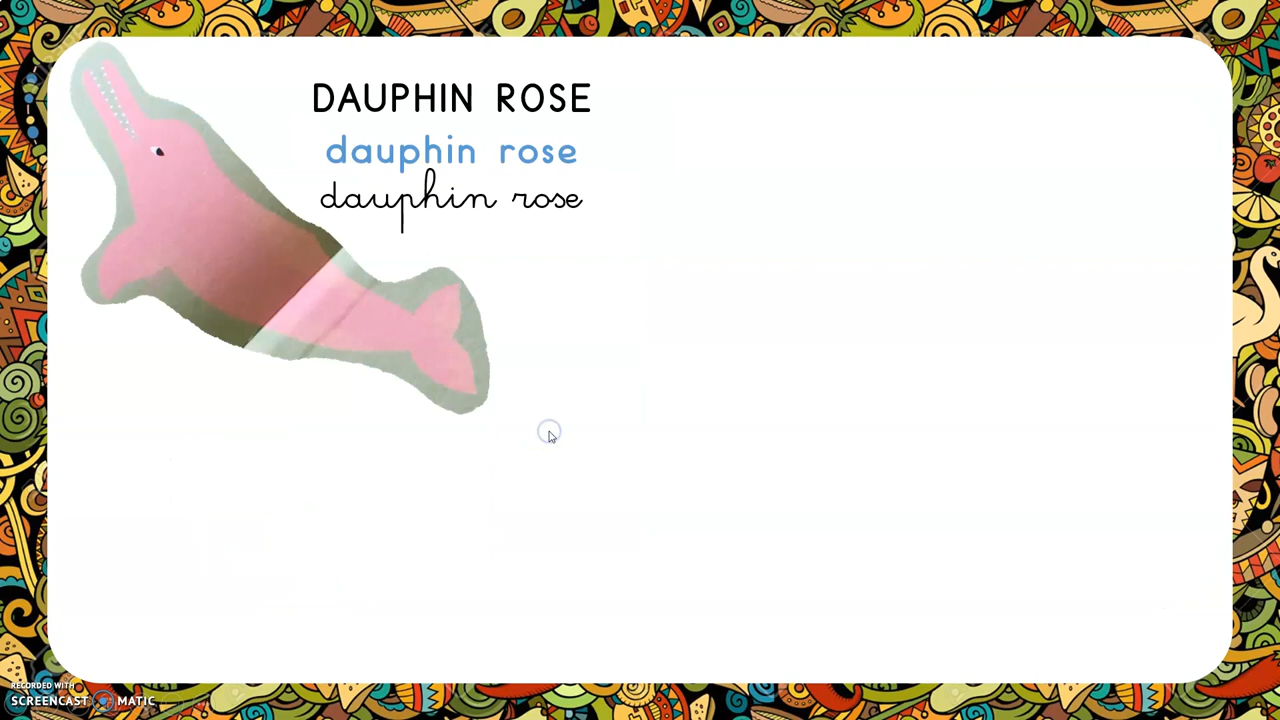 DAUPHIN ROSE
dauphin rose
dauphin rose
RECORDED WITH
SCREENCAST MATIC